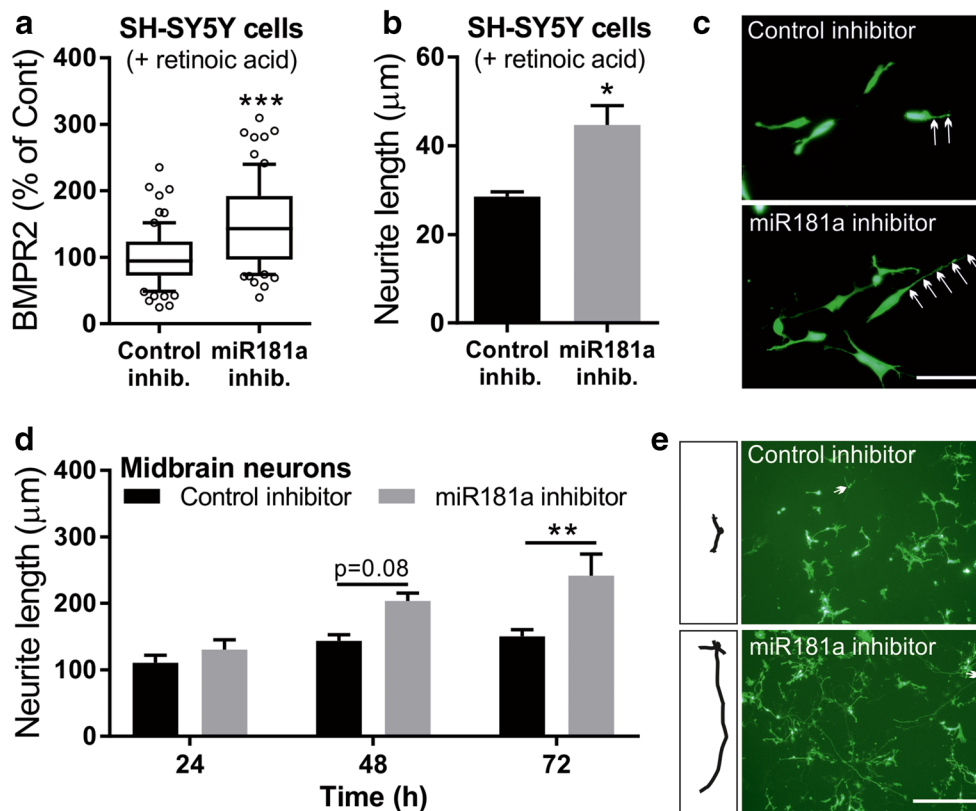 a
SH-SY5Y cells
(+ retinoic acid)
BMPR2 (% of Cont)
400
300
200
100
0
***
Control inhib.
miR181a inhib.
b
SH-SY5Y cells
(+ retinoic acid)
Neurite length (μm)
60
40
20
0
*
Control inhib.
miR181a inhib.
c
Control inhibitor
miR181a inhibitor
d
Midbrain neurons
Control inhibitor
miR181a inhibitor
Neurite length (μm)
400
300
200
100
0
p=0.08
**
24
48
72
Time (h)
e
Control inhibitor
miR181a inhibitor